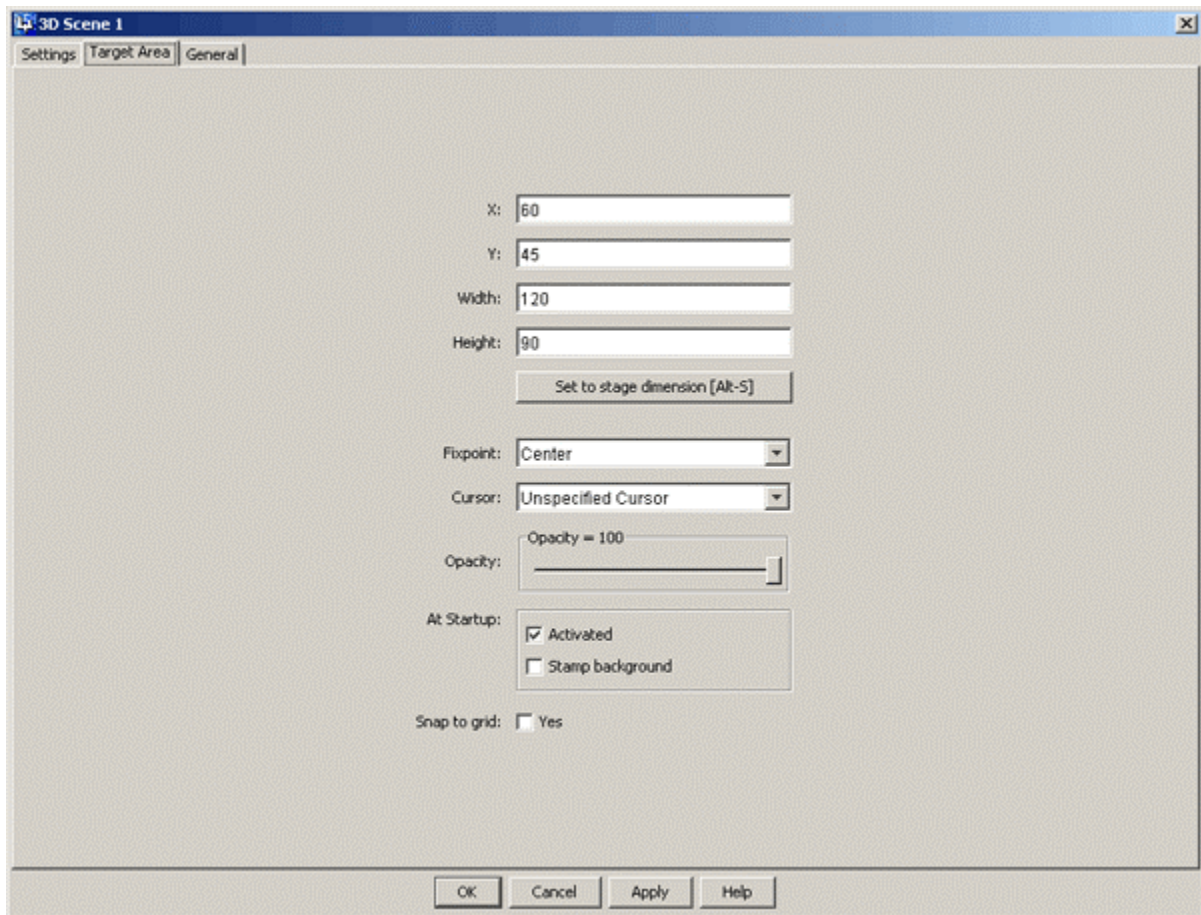 3D Scene 1
Settings Target Area General
X: 60
Y: 45
Width: 120
Height: 90
Set to stage dimension [Alt-S]
Fixpoint: Center
Cursor: Unspecified Cursor
Opacity = 100
Opacity:
At Startup:
Activated
Stamp background
Snap to grid: Yes
OK Cancel Apply Help